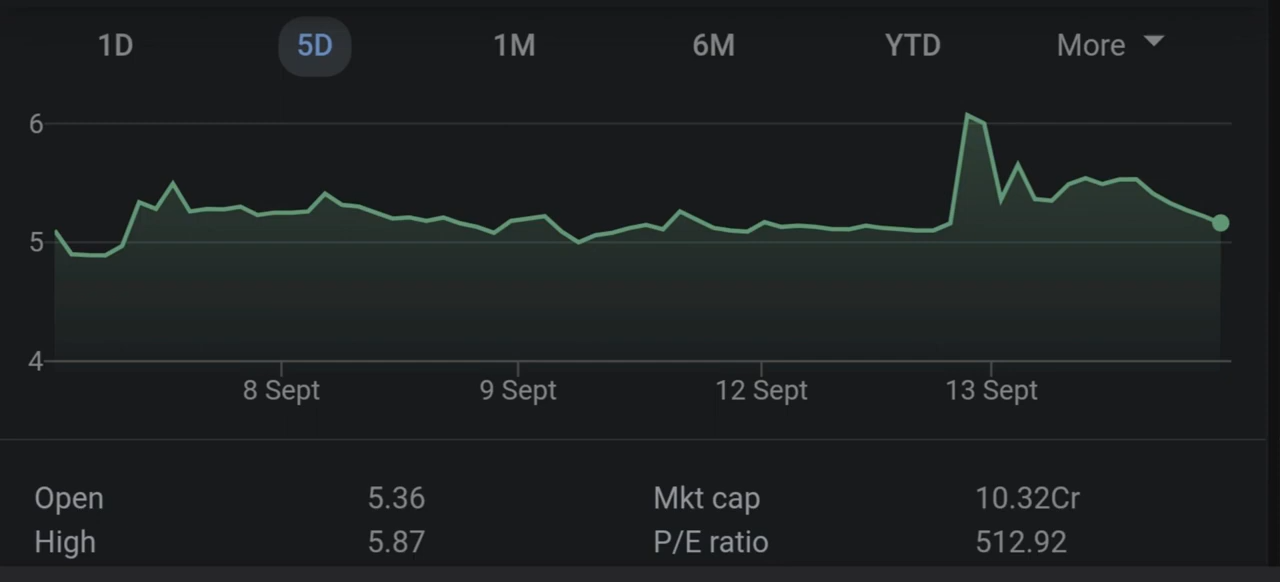 1D 5D 1M 6M YTD More
6
5
4
8 Sept 9 Sept 12 Sept 13 Sept
Open 5.36 Mkt cap 10.32Cr
High 5.87 P/E ratio 512.92